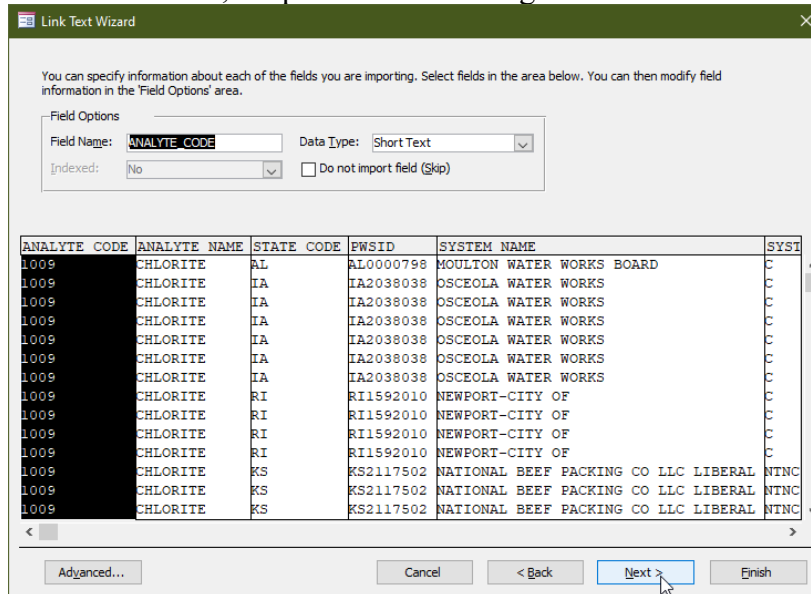 Link Text Wizard
You can specify information about each of the fields you are importing. Select fields in the area below. You can then modify field
information in the 'Field Options' area.
Field Options
Field Name: ANALYTE_CODE Data Type: Short Text
Indexed: No Do not import field (Skip)
ANALYTE CODE ANALYTE NAME STATE CODE PWSID SYSTEM NAME SYST
1009 CHLORITE AL AL0000798 MOULTON WATER WORKS BOARD C
1009 CHLORITE IA IA2038038 OSCEOLA WATER WORKS C
1009 CHLORITE IA IA2038038 OSCEOLA WATER WORKS C
1009 CHLORITE IA IA2038038 OSCEOLA WATER WORKS C
1009 CHLORITE IA IA2038038 OSCEOLA WATER WORKS C
1009 CHLORITE IA IA2038038 OSCEOLA WATER WORKS C
1009 CHLORITE IA IA2038038 OSCEOLA WATER WORKS C
1009 CHLORITE RI RI1592010 NEWPORT-CITY OF C
1009 CHLORITE RI RI1592010 NEWPORT-CITY OF C
1009 CHLORITE RI RI1592010 NEWPORT-CITY OF C
1009 CHLORITE RI RI1592010 NEWPORT-CITY OF C
1009 CHLORITE KS KS2117502 NATIONAL BEEF PACKING CO LLC LIBERAL NTNC
1009 CHLORITE KS KS2117502 NATIONAL BEEF PACKING CO LLC LIBERAL NTNC
1009 CHLORITE KS KS2117502 NATIONAL BEEF PACKING CO LLC LIBERAL NTNC
Advanced... Cancel < Back Next > Finish